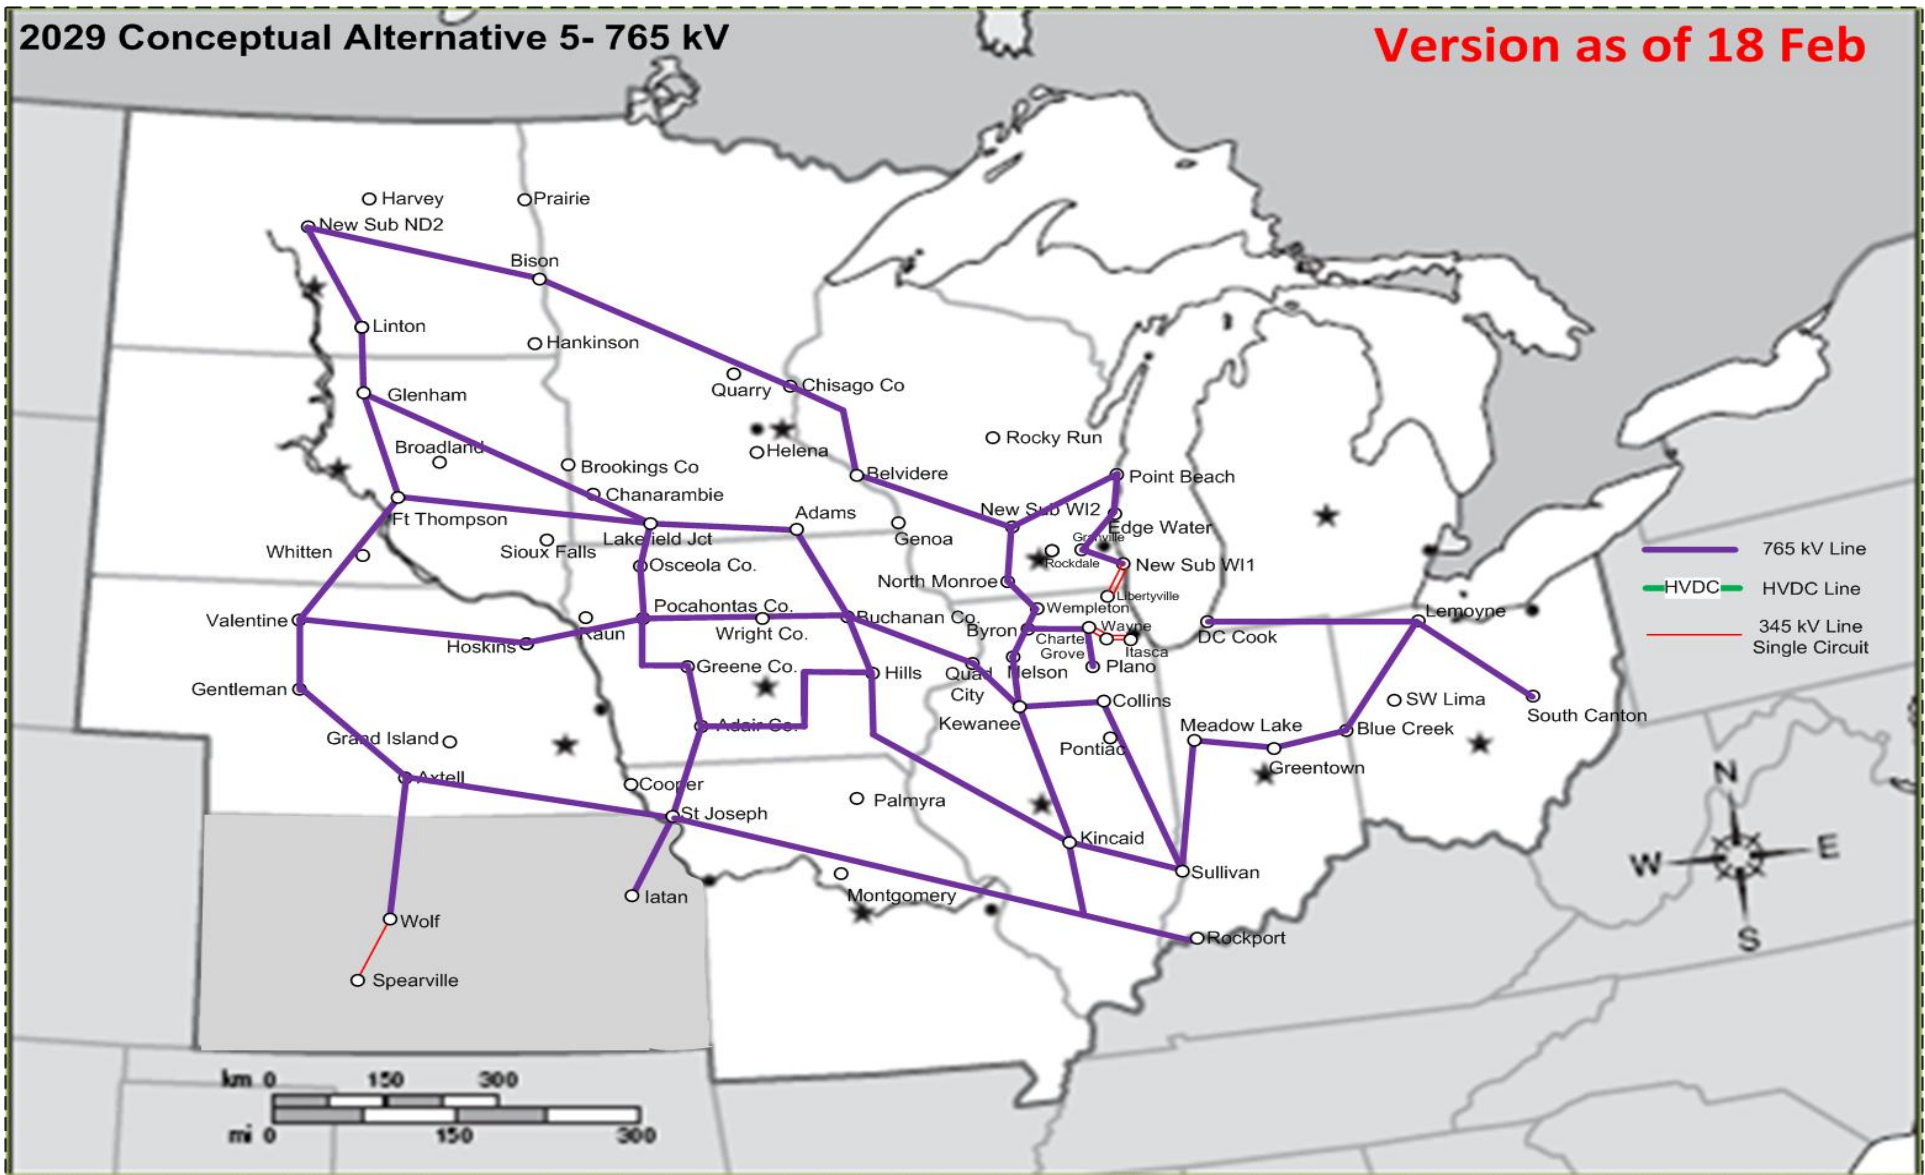 2029 Conceptual Alternative 5- 765 kV
Version as of 18 Feb
Harvey
Prairie
New Sub ND2
Bison
Linton
Hankinson
Glenham
Quarry
Chisago Co
Broadland
Helena
Rocky Run
Brookings Co
Belvidere
Point Beach
Chanarambie
Ft Thompson
Adams
New Sub WI2
Edge Water
Lakefield Jct
Genoa
Granville
Whitten
Sioux Falls
Rockdale
New Sub WI1
765 kV Line
Osceola Co.
North Monroe
Libertyville
HVDC
HVDC Line
Pocahontas Co.
Wempleton
Lemoyne
Valentine
Raun
Wright Co.
Buchanan Co.
Byron
Wayne
DC Cook
345 kV Line
Single Circuit
Hoskins
Charter
Grove
Itasca
Greene Co.
Hills
Quad
City
Nelson
Plano
Gentleman
Collins
SW Lima
South Canton
Adair Co.
Kewanee
Meadow Lake
Blue Creek
Grand Island
Pontiac
Greentown
Axtell
Cooper
Palmyra
St Joseph
Kincaid
Sullivan
Iatan
Montgomery
Wolf
Rockport
Spearville
N
W
E
S
km 0 150 300
mi 0 150 300